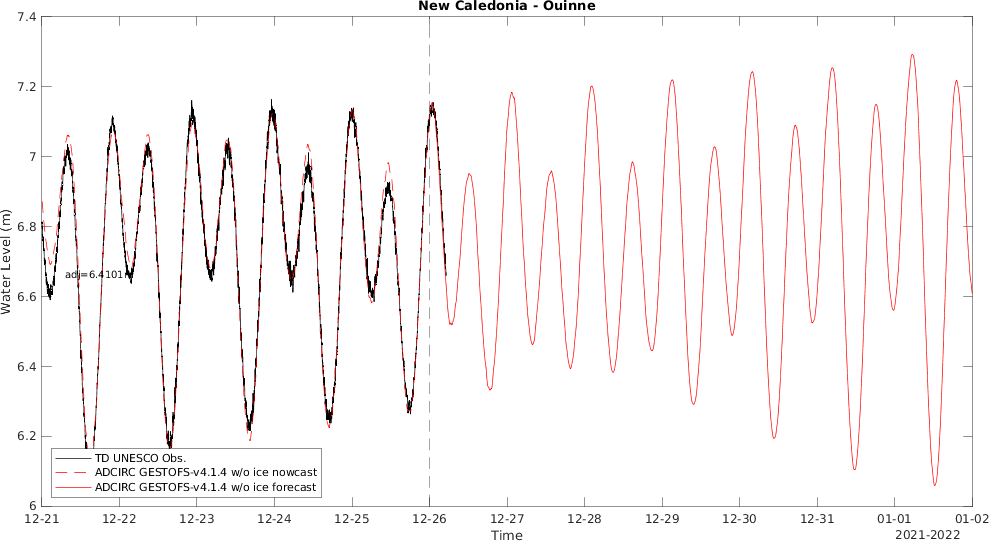 New Caledonia - Ouinne
7.4
7.2
7
6.8
6.6
6.4
6.2
6
Water Level (m)
adj=6.4101
TD UNESCO Obs.
ADCIRC GESTOFS-v4.1.4 w/o ice nowcast
ADCIRC GESTOFS-v4.1.4 w/o ice forecast
12-21 12-22 12-23 12-24 12-25 12-26 12-27 12-28 12-29 12-30 12-31 01-01 01-02
Time
2021-2022